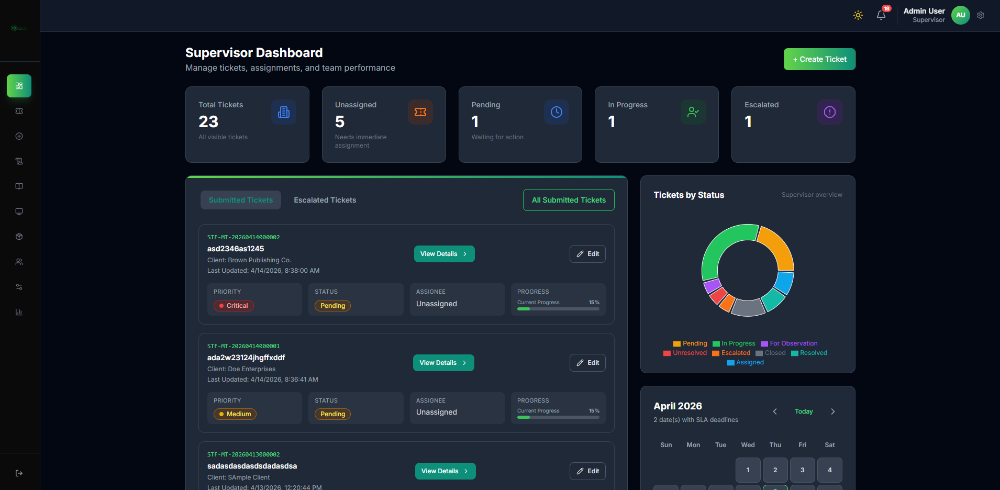 18
Admin User
Supervisor
AU
Supervisor Dashboard
Manage tickets, assignments, and team performance
+ Create Ticket
Total Tickets
23
All visible tickets
Unassigned
5
Needs immediate
assignment
Pending
1
Waiting for action
In Progress
1
Escalated
1
Submitted Tickets
Escalated Tickets
All Submitted Tickets
STF-MT-20260414000002
asd2346as1245
Client: Brown Publishing Co.
Last Updated: 4/14/2026, 8:38:00 AM
View Details
Edit
PRIORITY
Critical
STATUS
Pending
ASSIGNEE
Unassigned
PROGRESS
Current Progress 15%
STF-MT-20260414000001
ada2w23124jhgffxddf
Client: Doe Enterprises
Last Updated: 4/14/2026, 8:36:41 AM
View Details
Edit
PRIORITY
Medium
STATUS
Pending
ASSIGNEE
Unassigned
PROGRESS
Current Progress 15%
STF-MT-20260413000002
sadasdasdasdsdadasdsa
Client: SAmple Client
Last Updated: 4/13/2026, 12:20:44 PM
View Details
Edit
Tickets by Status
Supervisor overview
Pending In Progress For Observation
Unresolved Escalated Closed Resolved
Assigned
April 2026
2 date(s) with SLA deadlines
Today
Sun Mon Tue Wed Thu Fri Sat
1 2 3 4